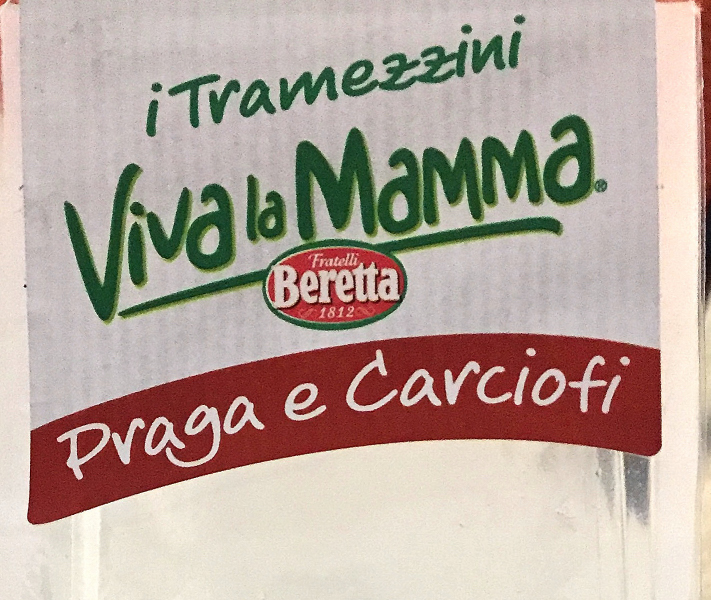 i Tramezzini
Viva la Mamma®
Fratelli
Beretta
1812
Praga e Carciofi